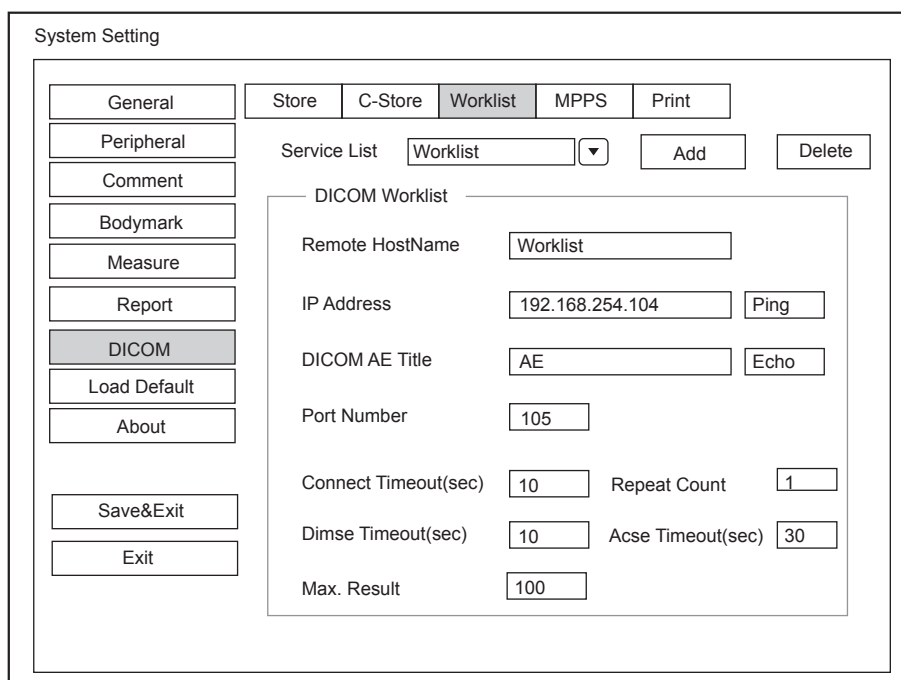 System Setting
General
Peripheral
Comment
Bodymark
Measure
Report
DICOM
Load Default
About
Save&Exit
Exit
Store C-Store Worklist MPPS Print
Service List Worklist Add Delete
DICOM Worklist
Remote HostName Worklist
IP Address 192.168.254.104 Ping
DICOM AE Title AE Echo
Port Number 105
Connect Timeout(sec) 10 Repeat Count 1
Dimse Timeout(sec) 10 Acse Timeout(sec) 30
Max. Result 100